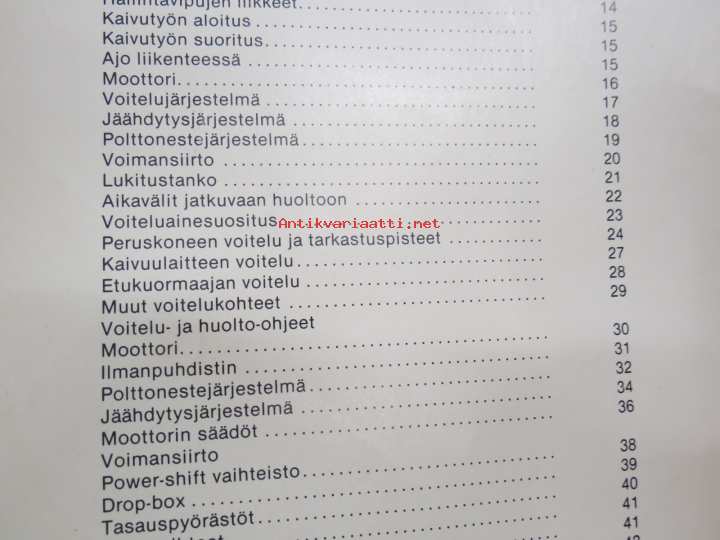 Hallintavipujen liikkeet 14
Kaivutyön aloitus 15
Kaivutyön suoritus 15
Ajo liikenteessä 15
Moottori 16
Voitelujärjestelmä 17
Jäähdytysjärjestelmä 18
Polttonestejärjestelmä 19
Voimansiirto 20
Lukitustanko 21
Aikavälit jatkuvaan huoltoon 22
Voiteluainesuositus 23
Antikvariaatti.net
Peruskoneen voitelu ja tarkastuspisteet 24
Kaivuulaitteen voitelu 27
Etukuormaajan voitelu 28
Muut voitelukohteet 29
Voitelu- ja huolto-ohjeet
Moottori 30
Ilmanpuhdistin 31
Polttonestejärjestelmä 32
Jäähdytysjärjestelmä 34
Moottorin säädöt 36
Voimansiirto
Power-shift vaihteisto 38
Drop-box 39
Tasauspyörästöt 40
41
41